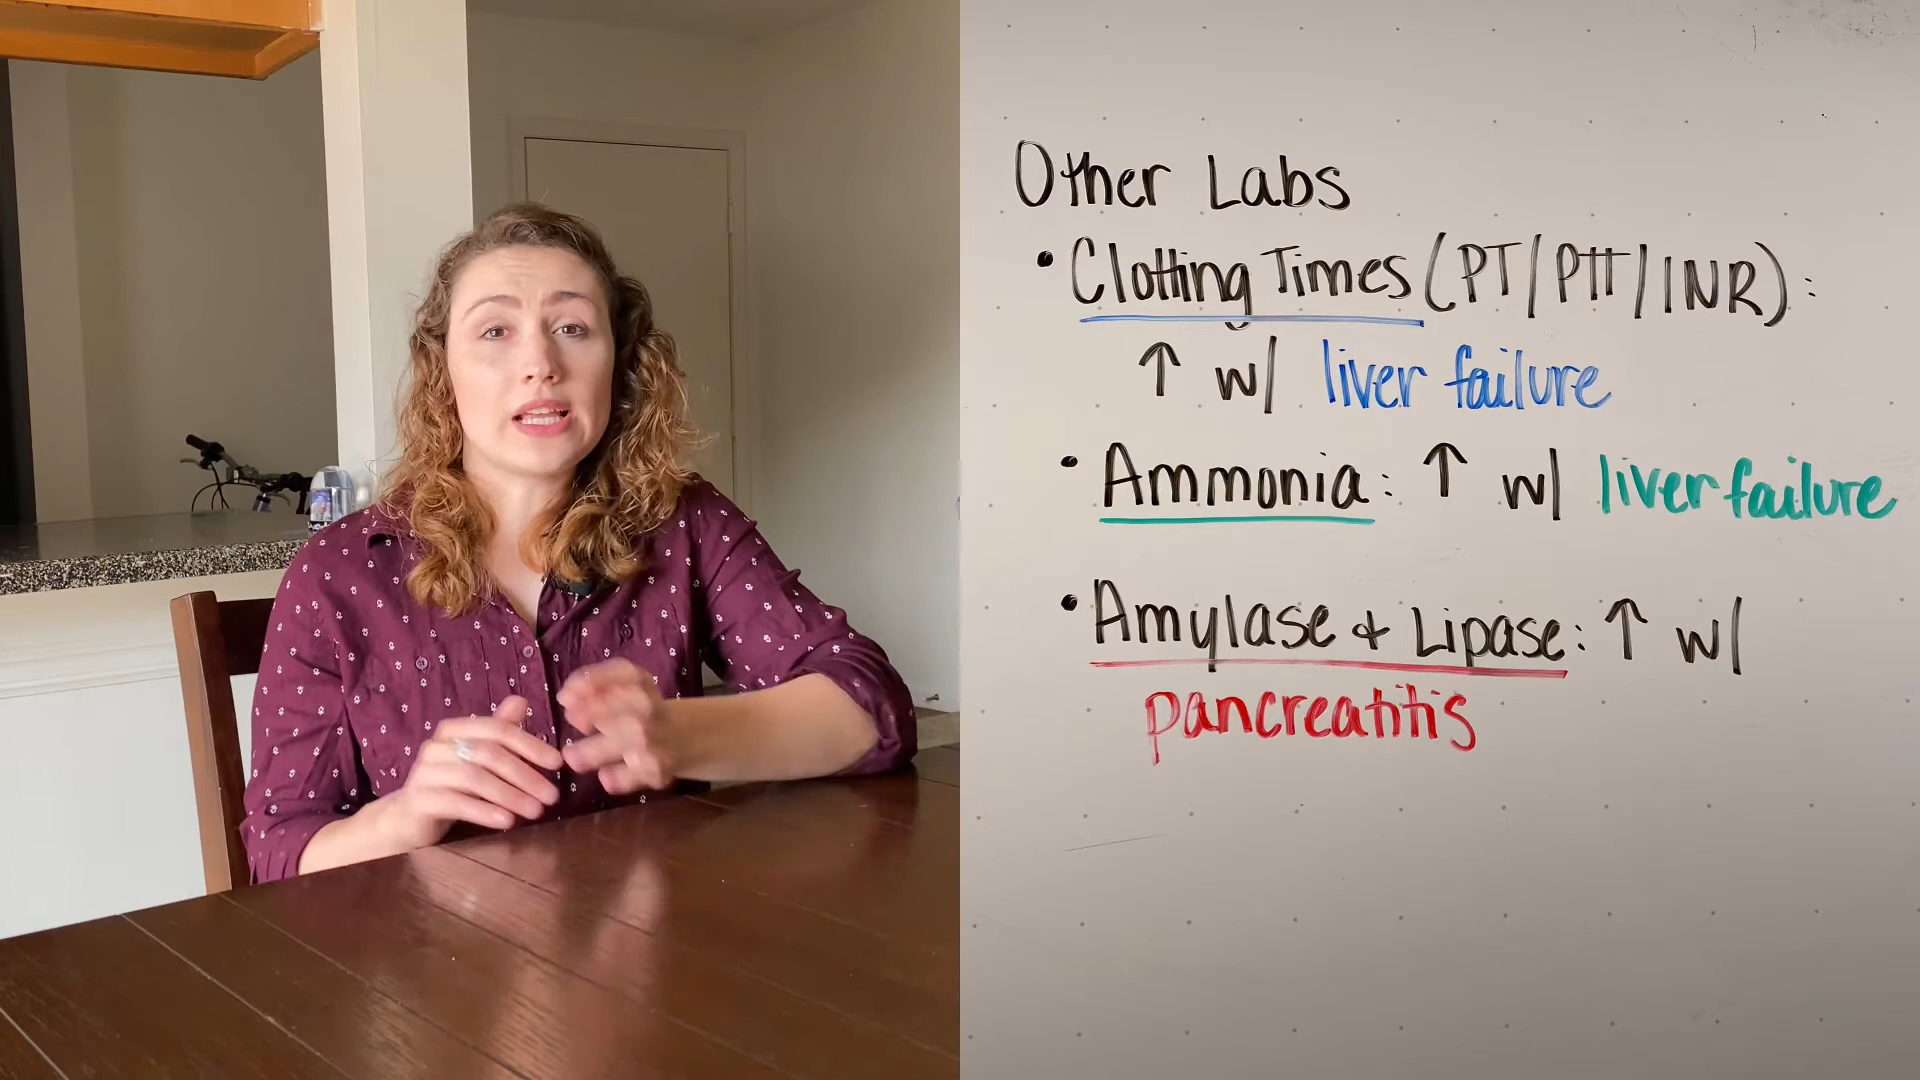 Other Labs
• Clotting Times (PT/PTT/INR):
↑ w/ liver failure
• Ammonia: ↑ w/ liver failure
• Amylase & Lipase: ↑ w/
pancreatitis